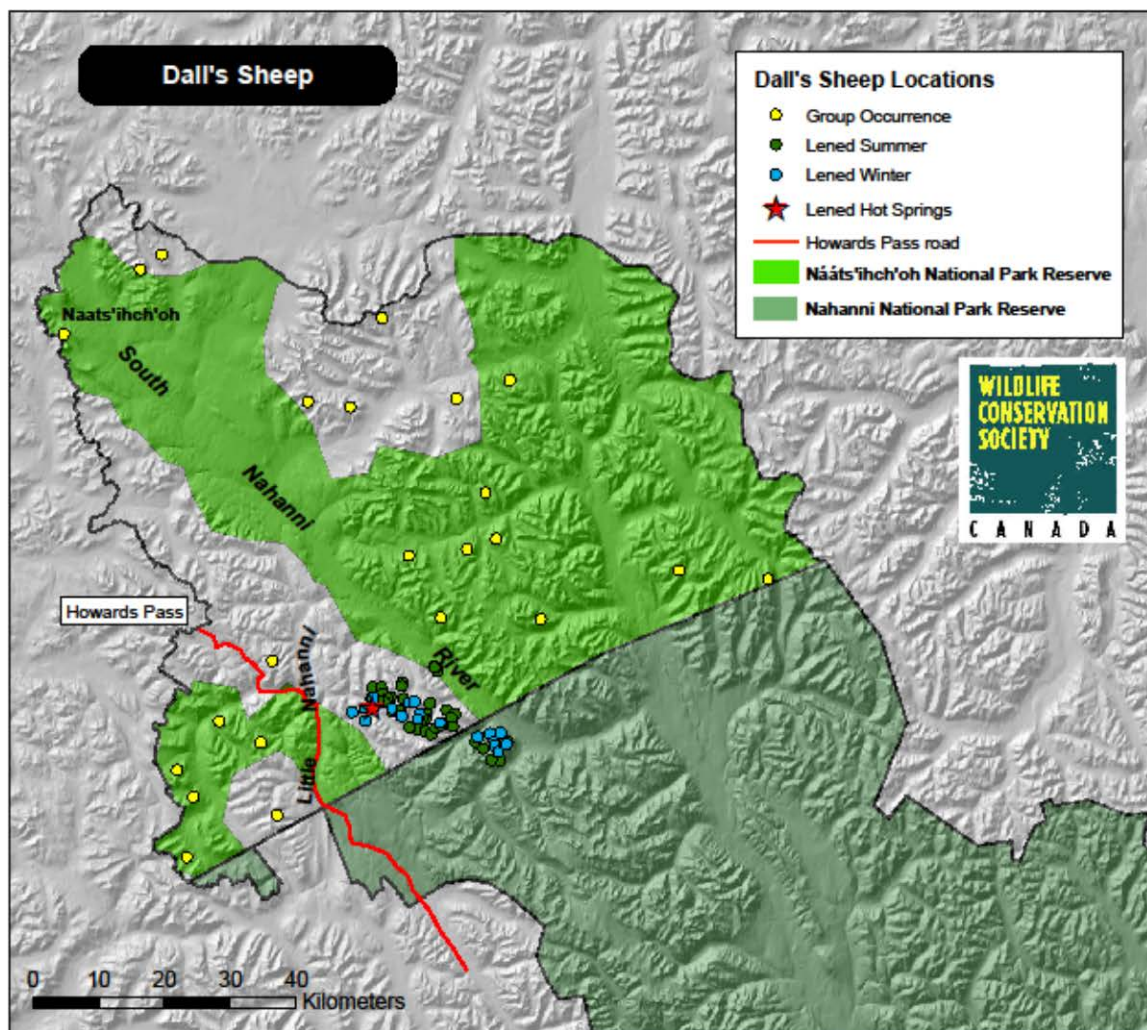 Dall's Sheep
Dall's Sheep Locations
Group Occurrence
Lened Summer
Lened Winter
Lened Hot Springs
Howards Pass road
Nááts'ihch'oh National Park Reserve
Nahanni National Park Reserve
WILDLIFE
CONSERVATION
SOCIETY
CANADA
Naats'ihch'oh
South
Nahanni
River
Howards Pass
Little Nahanni
0 10 20 30 40
Kilometers